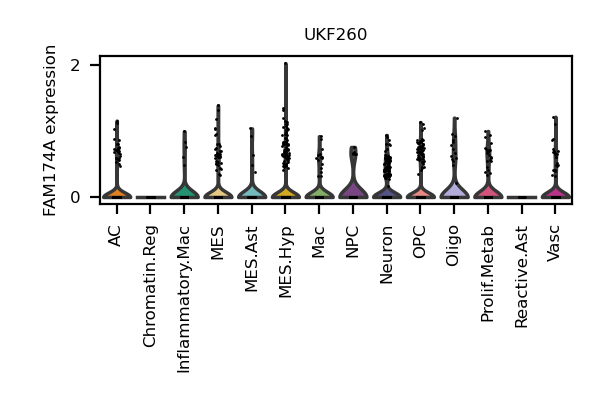 UKF260
FAM174A expression
2
0
AC
Chromatin.Reg
Inflammatory.Mac
MES
MES.Ast
MES.Hyp
Mac
NPC
Neuron
OPC
Oligo
Prolif.Metab
Reactive.Ast
Vasc